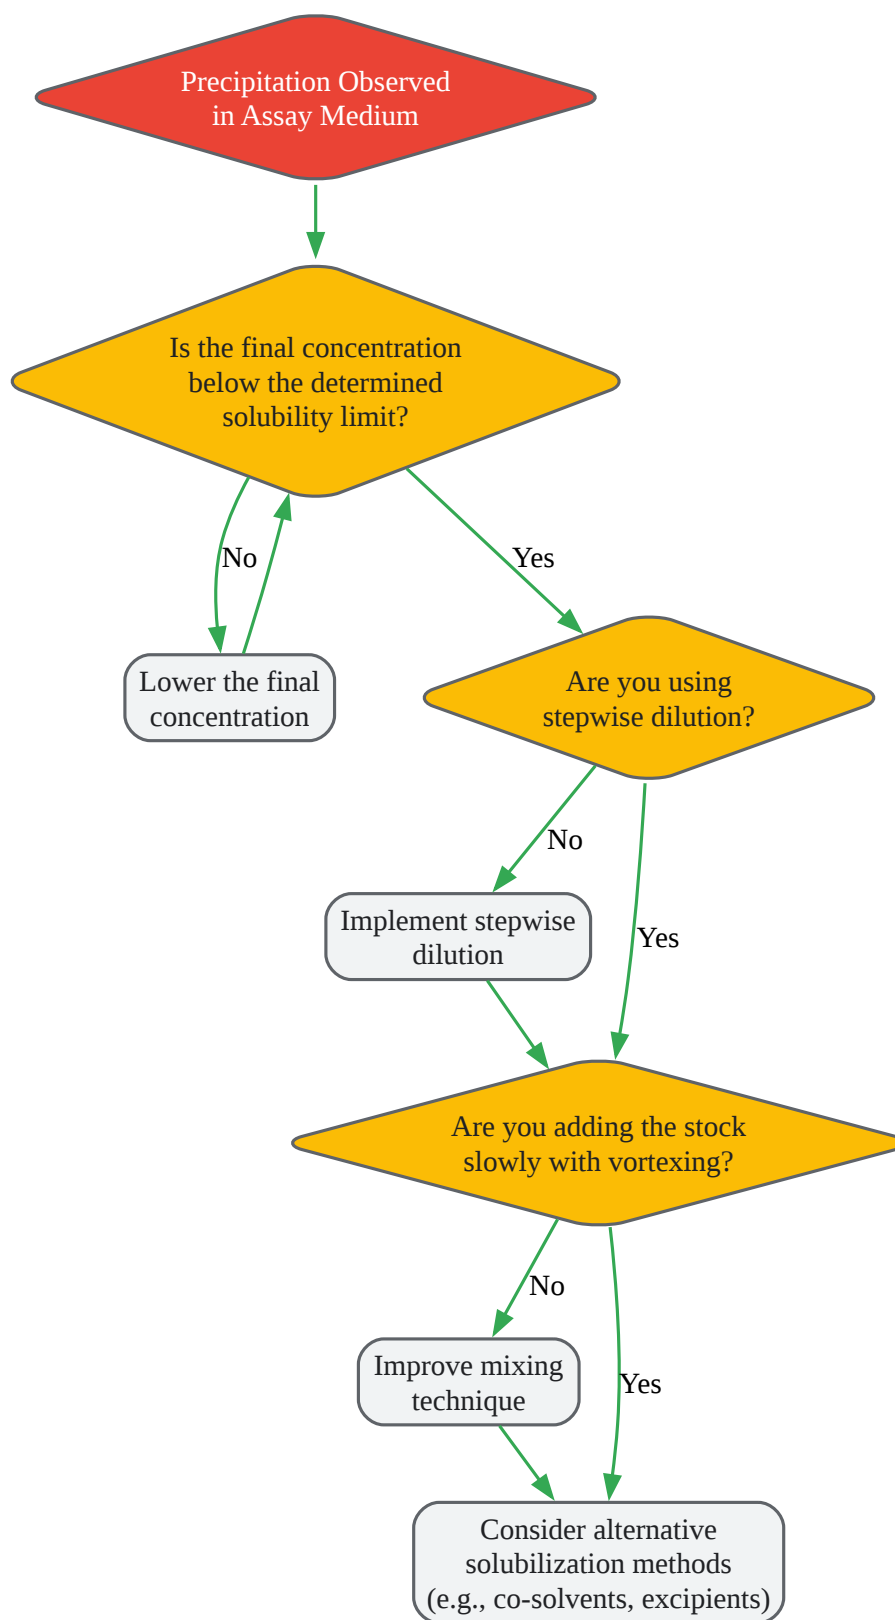 Precipitation Observed
in Assay Medium
Is the final concentration
below the determined
solubility limit?
No
Yes
Lower the final
concentration
Are you using
stepwise dilution?
No
Implement stepwise
dilution
Yes
Are you adding the stock
slowly with vortexing?
No
Improve mixing
technique
Yes
Consider alternative
solubilization methods
(e.g., co-solvents, excipients)